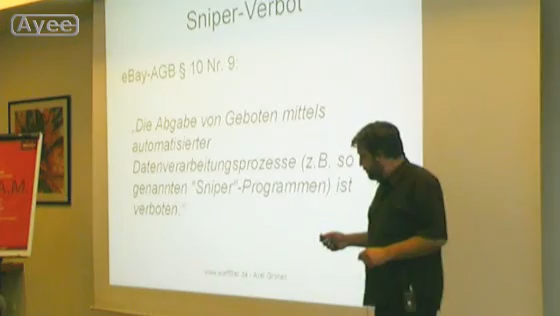 Ayee
Sniper-Verbot
eBay-AGB § 10 Nr. 9:
„Die Abgabe von Geboten mittels
automatisierter
Datenverarbeitungsprozesse (z.B. so
genannten "Sniper"-Programmen) ist
verboten."
A.M.